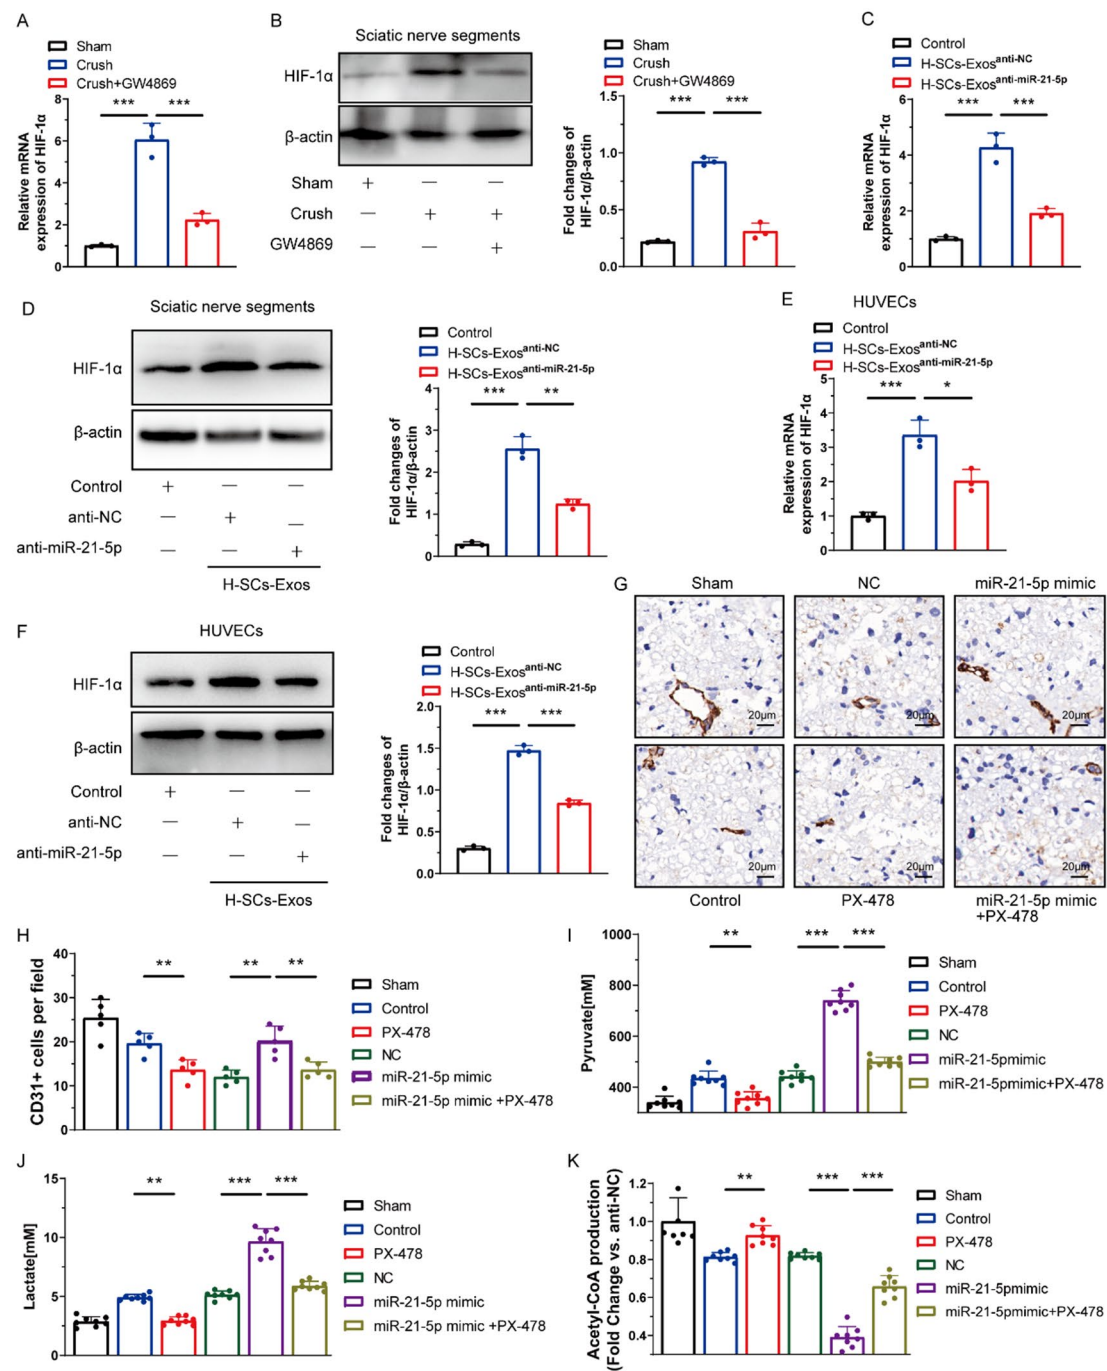 A
Sham
Crush
Crush+GW4869
Relative mRNA
expression of HIF-1α
8
6
4
2
0
***
***
B
Sciatic nerve segments
HIF-1α
β-actin
Sham + — —
Crush — + +
GW4869 — — +
Sham
Crush
Crush+GW4869
Fold changes of
HIF-1α/β-actin
1.5
1.0
0.5
0.0
***
***
C
Control
H-SCs-Exosanti-NC
H-SCs-Exosanti-miR-21-5p
Relative mRNA
expression of HIF-1α
6
4
2
0
***
***
D
Sciatic nerve segments
HIF-1α
β-actin
Control + — —
anti-NC — + —
anti-miR-21-5p — — +
H-SCs-Exos
Control
H-SCs-Exosanti-NC
H-SCs-Exosanti-miR-21-5p
Fold changes of
HIF-1α/β-actin
4
3
2
1
0
***
**
E
HUVECs
Control
H-SCs-Exosanti-NC
H-SCs-Exosanti-miR-21-5p
Relative mRNA
expression of HIF-1α
5
4
3
2
1
0
***
*
F
HUVECs
HIF-1α
β-actin
Control + — —
anti-NC — + —
anti-miR-21-5p — — +
H-SCs-Exos
Control
H-SCs-Exosanti-NC
H-SCs-Exosanti-miR-21-5p
Fold changes of
HIF-1α/β-actin
2.0
1.5
1.0
0.5
0.0
***
***
G
Sham
NC
miR-21-5p mimic
20μm
20μm
20μm
20μm
20μm
20μm
Control
PX-478
miR-21-5p mimic
+PX-478
H
CD31+ cells per field
40
30
20
10
0
**
**
**
Sham
Control
PX-478
NC
miR-21-5p mimic
miR-21-5p mimic +PX-478
I
Pyruvate[mM]
1000
800
600
400
**
***
***
Sham
Control
PX-478
NC
miR-21-5pmimic
miR-21-5pmimic+PX-478
J
Lactate[mM]
15
10
5
0
**
***
***
Sham
Control
PX-478
NC
miR-21-5p mimic
miR-21-5p mimic +PX-478
K
Acetyl-CoA production
(Fold Change vs. anti-NC)
1.2
1.0
0.8
0.6
0.4
**
***
***
Sham
Control
PX-478
NC
miR-21-5pmimic
miR-21-5pmimic+PX-478